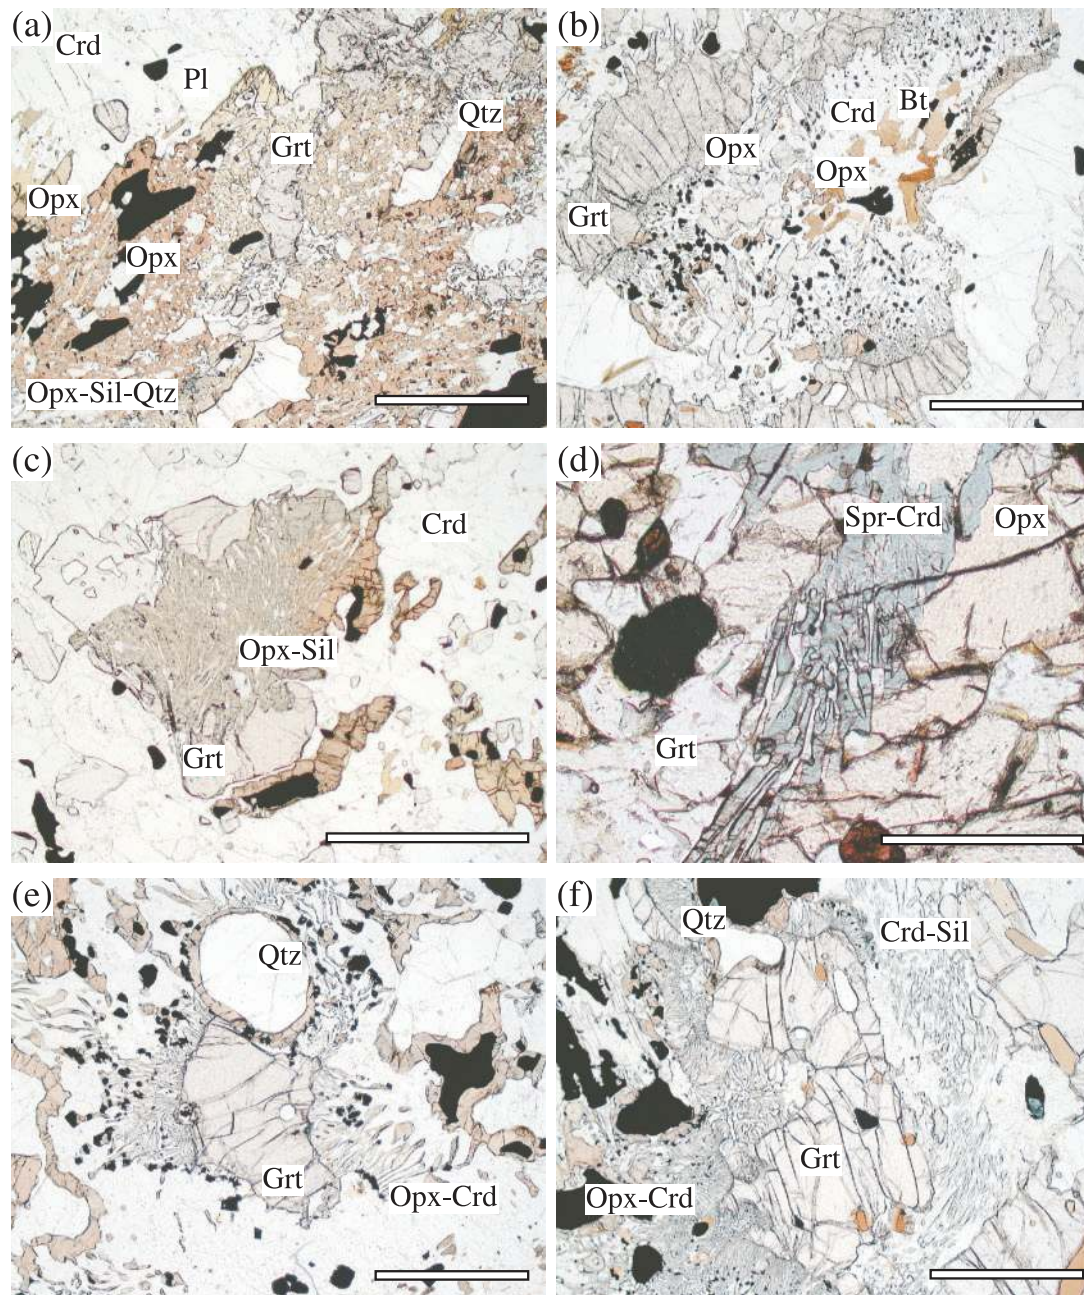 (a)
Crd
Pl
Qtz
Grt
Opx
Opx
Opx-Sil-Qtz
(b)
Crd
Bt
Opx
Opx
Grt
(c)
Crd
Opx-Sil
Grt
(d)
Spr-Crd
Opx
Grt
(e)
Qtz
Grt
Opx-Crd
(f)
Qtz
Crd-Sil
Grt
Opx-Crd